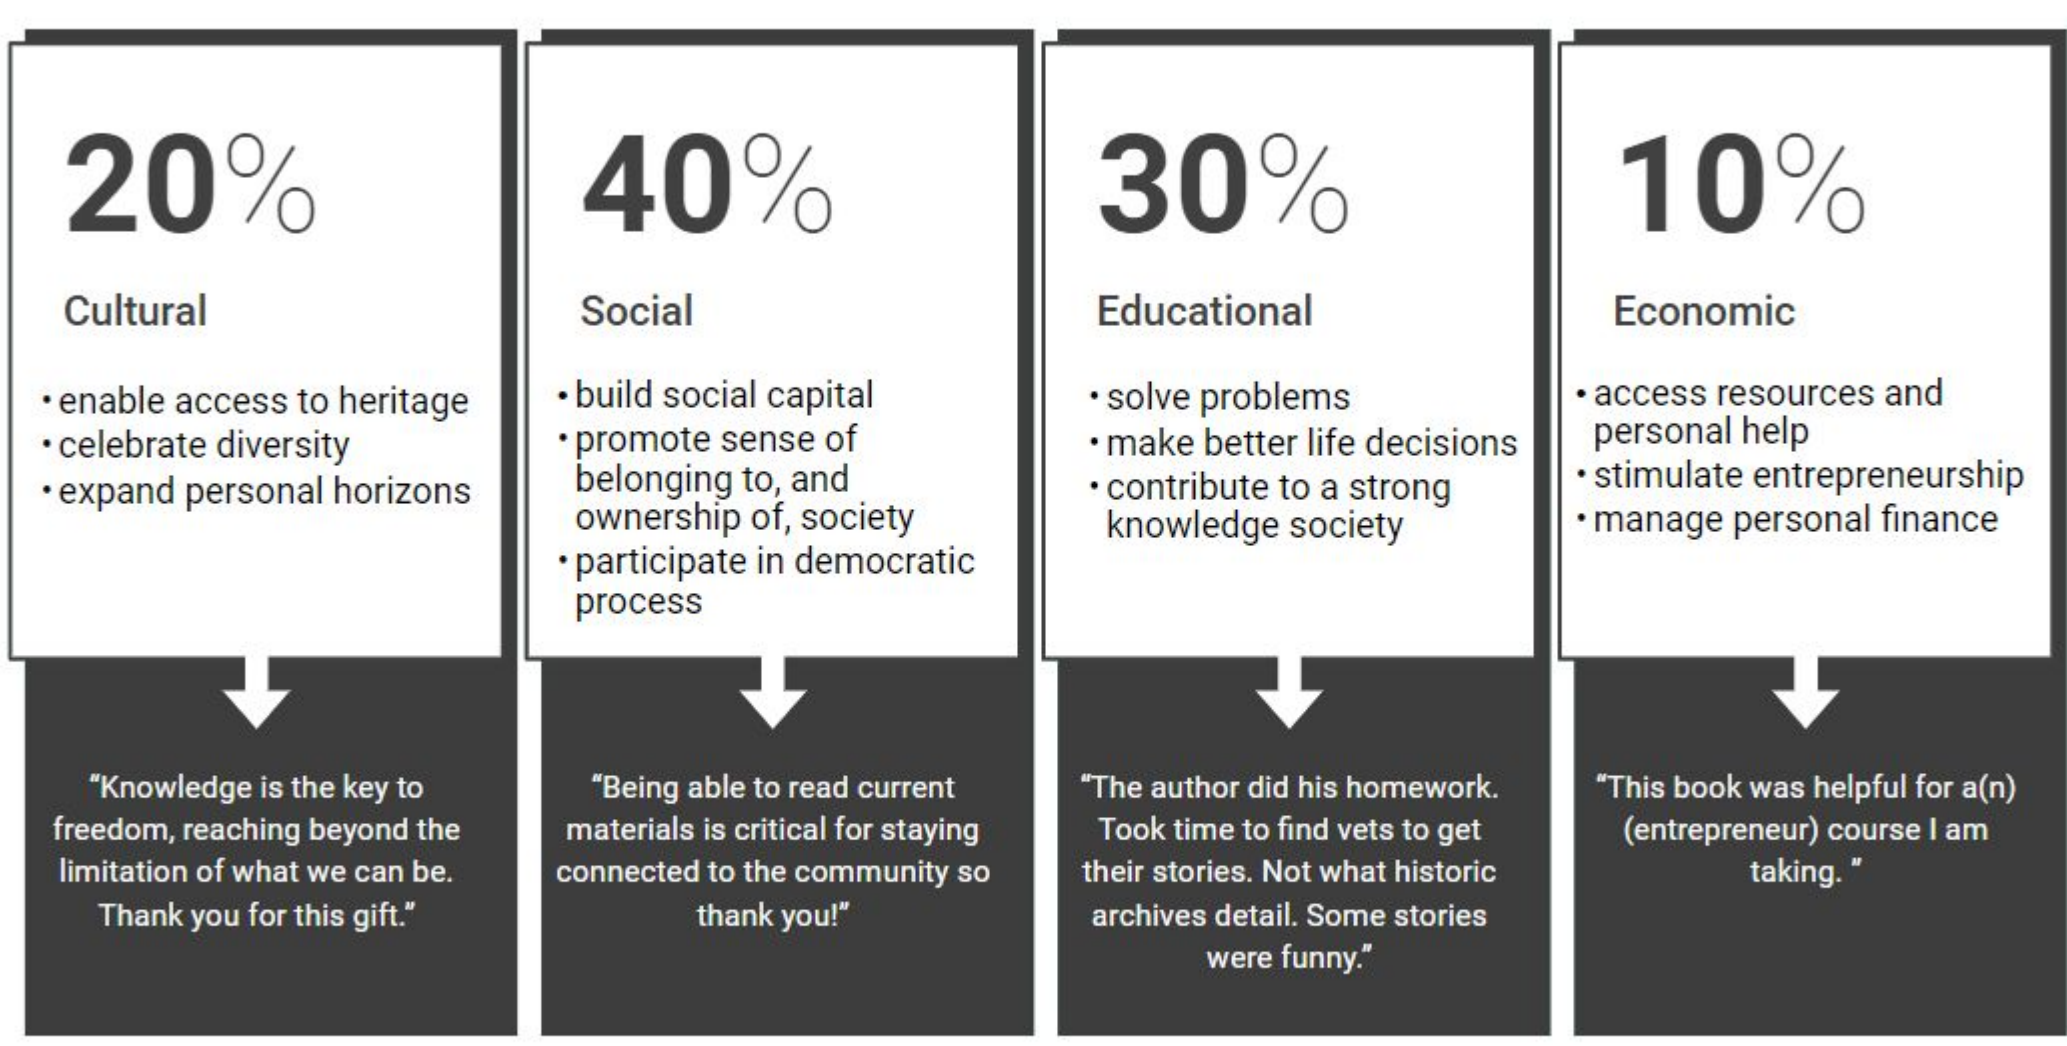 20%
Cultural
• enable access to heritage
• celebrate diversity
• expand personal horizons
“Knowledge is the key to
freedom, reaching beyond the
limitation of what we can be.
Thank you for this gift.”
40%
Social
• build social capital
• promote sense of
belonging to, and
ownership of, society
• participate in democratic
process
“Being able to read current
materials is critical for staying
connected to the community so
thank you!”
30%
Educational
• solve problems
• make better life decisions
• contribute to a strong
knowledge society
“The author did his homework.
Took time to find vets to get
their stories. Not what historic
archives detail. Some stories
were funny.”
10%
Economic
• access resources and
personal help
• stimulate entrepreneurship
• manage personal finance
“This book was helpful for a(n)
(entrepreneur) course I am
taking. ”